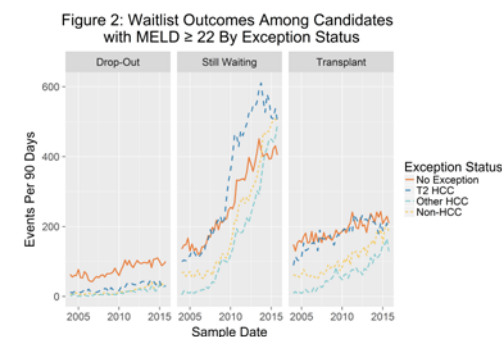 Figure 2: Waitlist Outcomes Among Candidates
with MELD ≥ 22 By Exception Status
Drop-Out
Still Waiting
Transplant
Events Per 90 Days
600
400
200
0
2005 2010 2015
2005 2010 2015
2005 2010 2015
Sample Date
Exception Status
No Exception
T2 HCC
Other HCC
Non-HCC